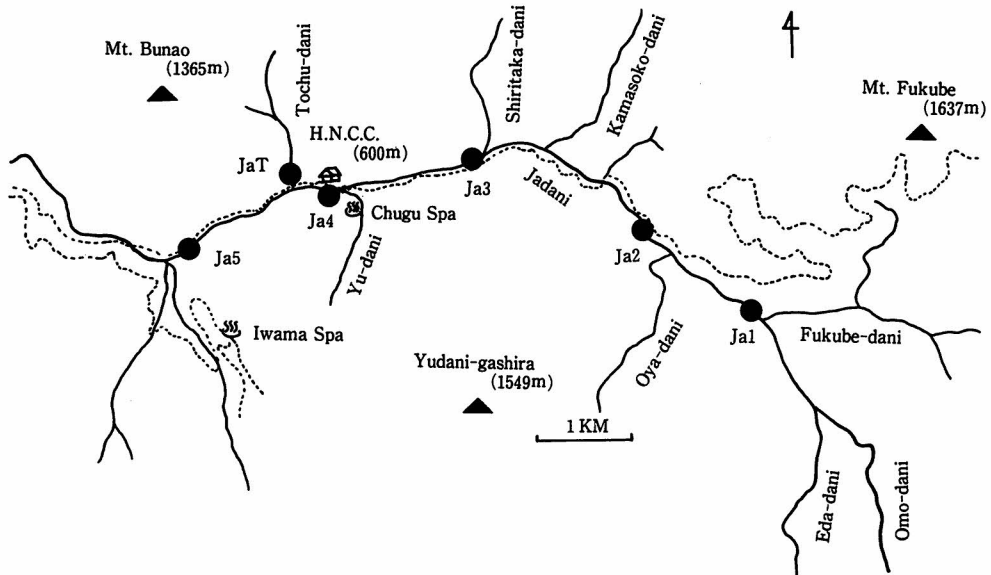 Mt. Bunao
(1365m)
Tochu-dani
H.N.C.C.
(600m)
Shiritaka-dani
Kamasoko-dani
Mt. Fukube
(1637m)
JaT
Ja4
Chugu Spa
Ja3
Jadani
Ja5
Yu-dani
Ja2
Iwama Spa
Yudani-gashira
(1549m)
Oya-dani
Ja1
Fukube-dani
1 KM
Eda-dani
Omo-dani